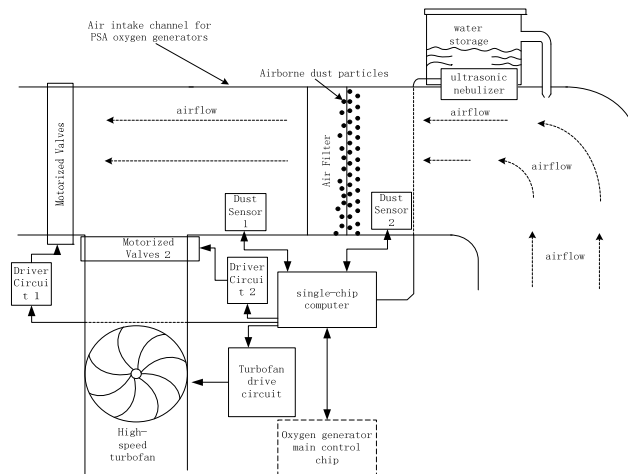 Air intake channel for
PSA oxygen generators
water
storage
Airborne dust particles
ultrasonic
nebulizer
airflow
airflow
airflow
airflow
Motorized Valves
Air Filter
Dust
Sensor
1
Dust
Sensor
2
Motorized
Valves 2
Driver
Circui
t 1
Driver
Circui
t 2
single-chip
computer
Turbofan
drive
circuit
High-
speed
turbofan
Oxygen generator
main control
chip